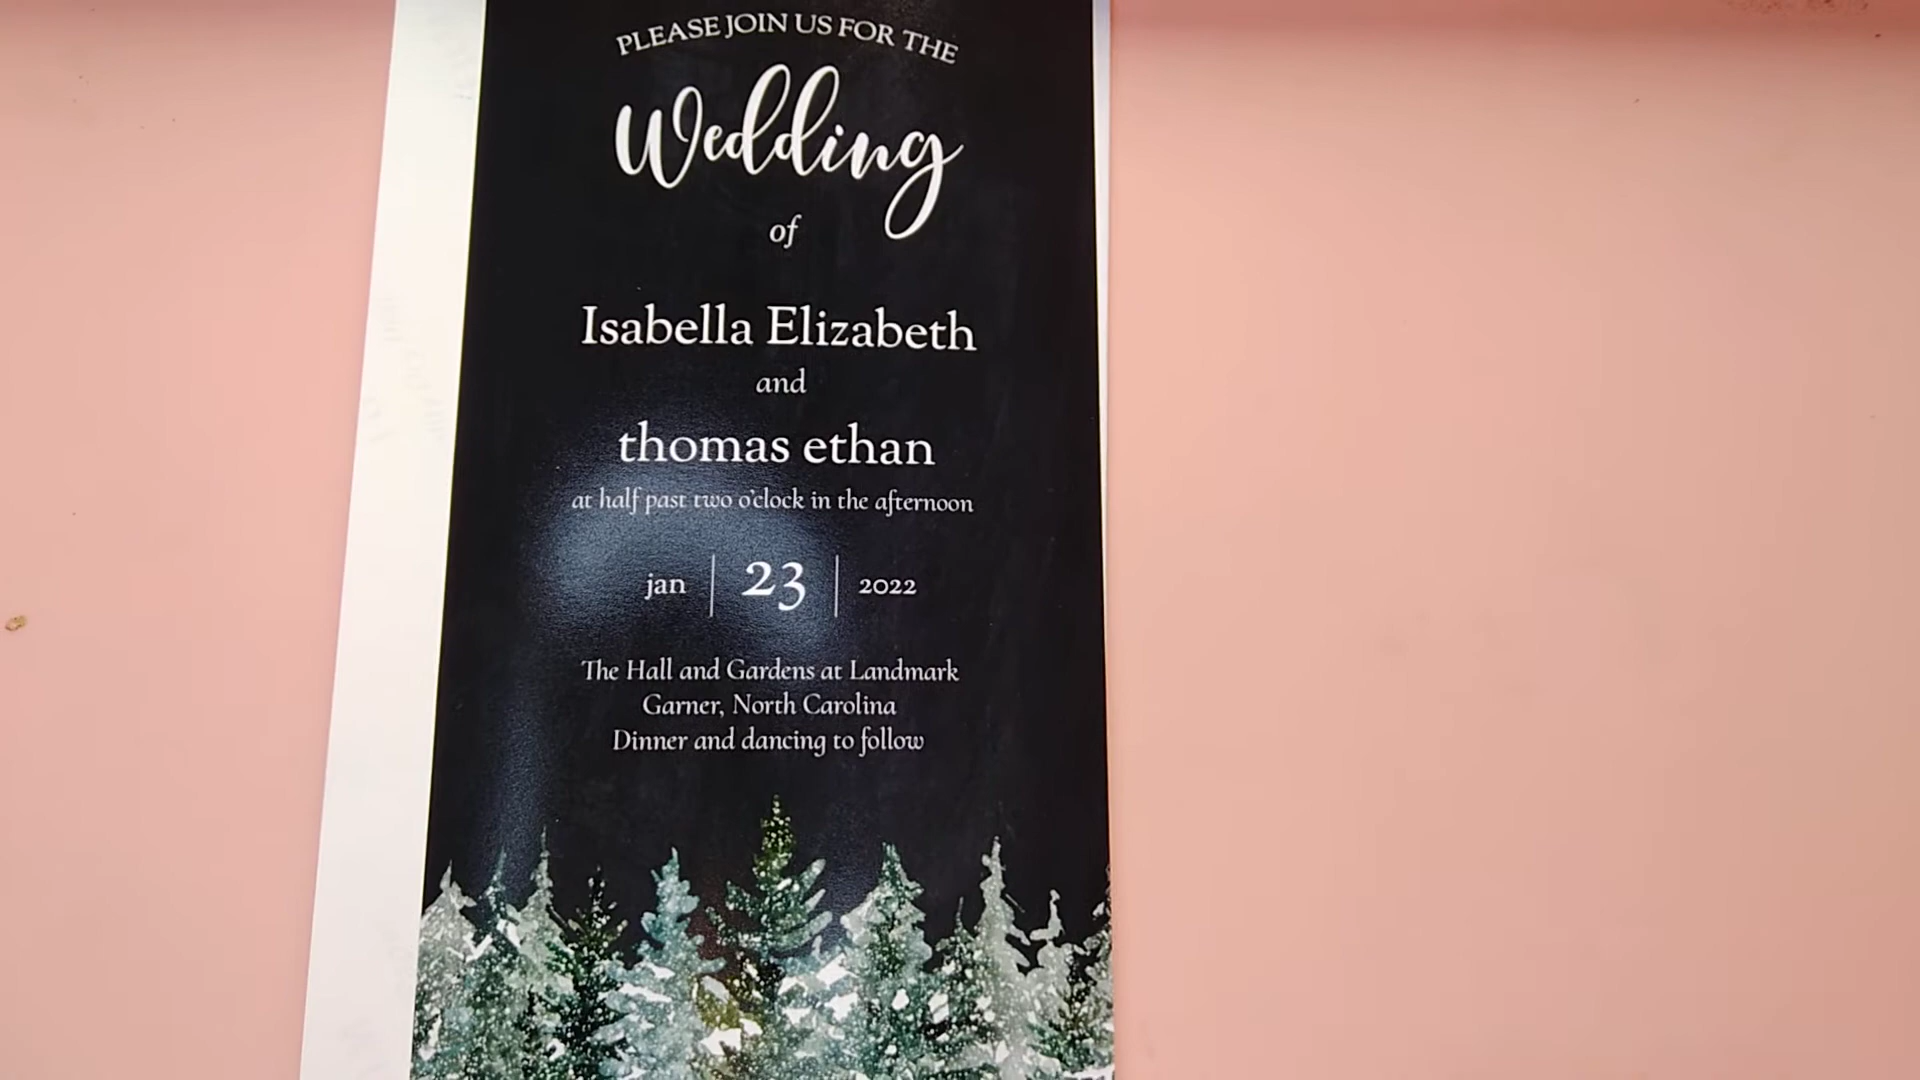 PLEASE JOIN US FOR THE
Wedding
of
Isabella Elizabeth
and
thomas ethan
at half past two o'clock in the afternoon
jan | 23 | 2022
The Hall and Gardens at Landmark
Garner, North Carolina
Dinner and dancing to follow